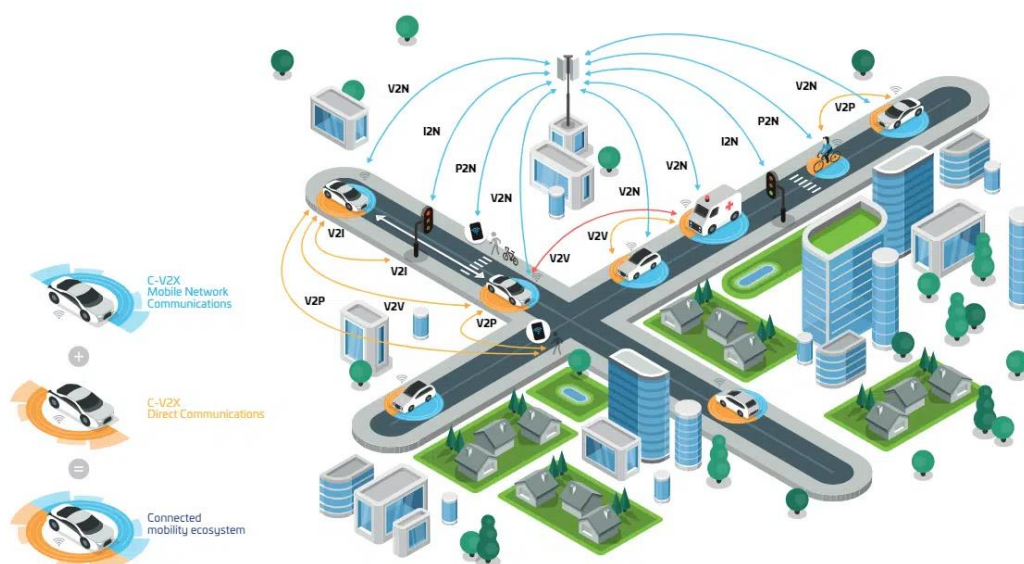 V2N
I2N
P2N
V2N
V2N
V2N
I2N
P2N
V2N
V2P
V2I
V2I
V2V
V2V
V2P
V2V
V2P
C-V2X
Mobile Network
Communications
+
C-V2X
Direct Communications
=
Connected
mobility ecosystem